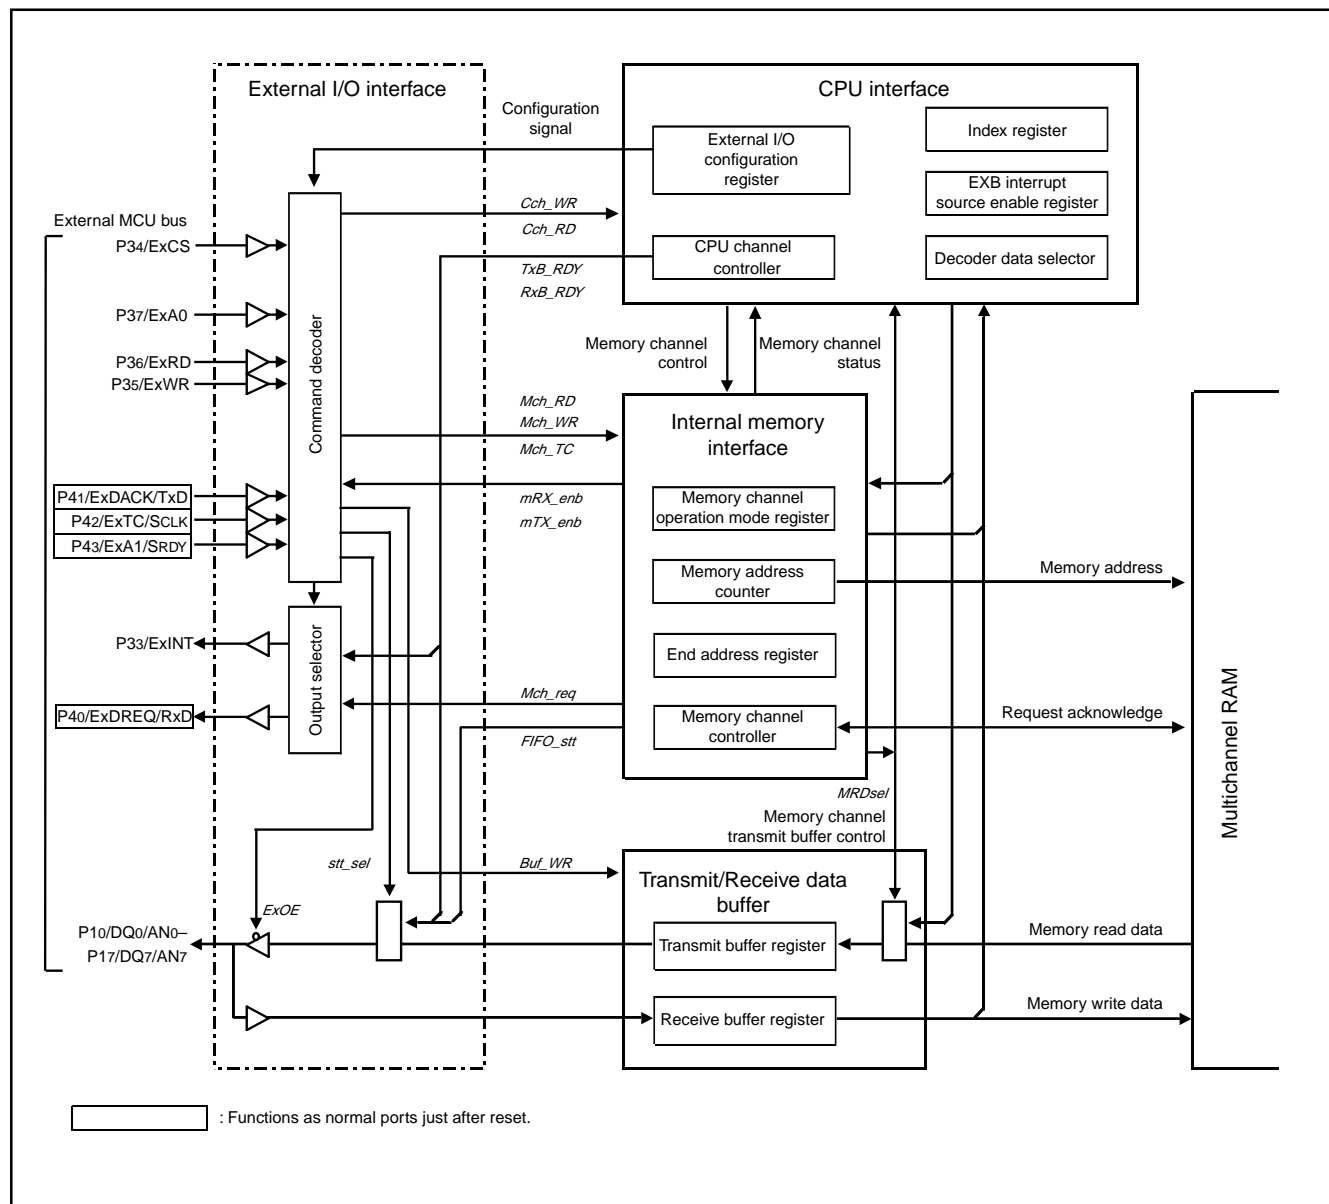 External I/O interface
CPU interface
Configuration
signal
External I/O
configuration
register
Index register
EXB interrupt
source enable register
CPU channel
controller
Decoder data selector
External MCU bus
P34/ExCS
P37/ExA0
P36/ExRD
P35/ExWR
P41/ExDACK/TxD
P42/ExTC/SCLK
P43/ExA1/SRDY
P33/ExINT
P40/ExDREQ/RxD
P10/DQ0/AN0–
P17/DQ7/AN7
Command decoder
Output selector
Cch_WR
Cch_RD
TxB_RDY
RxB_RDY
Memory channel
control
Memory channel
status
Mch_RD
Mch_WR
Mch_TC
mRX_enb
mTX_enb
Internal memory
interface
Memory channel
operation mode register
Memory address
counter
End address register
Memory channel
controller
Mch_req
FIFO_stt
Memory address
Request acknowledge
Multichannel RAM
MRDsel
Memory channel
transmit buffer control
stt_sel
Buf_WR
ExOE
Transmit/Receive data
buffer
Transmit buffer register
Receive buffer register
Memory read data
Memory write data
: Functions as normal ports just after reset.